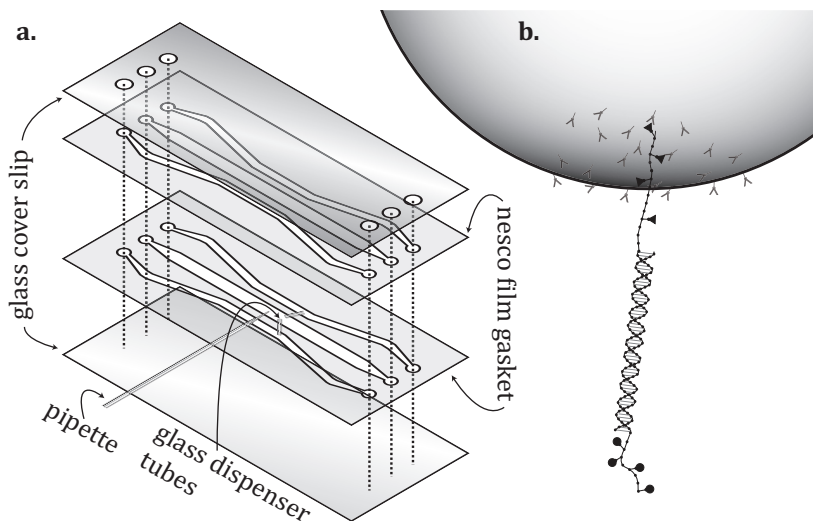 a.
b.
glass cover slip
nesco film gasket
pipette
glass dispenser
tubes